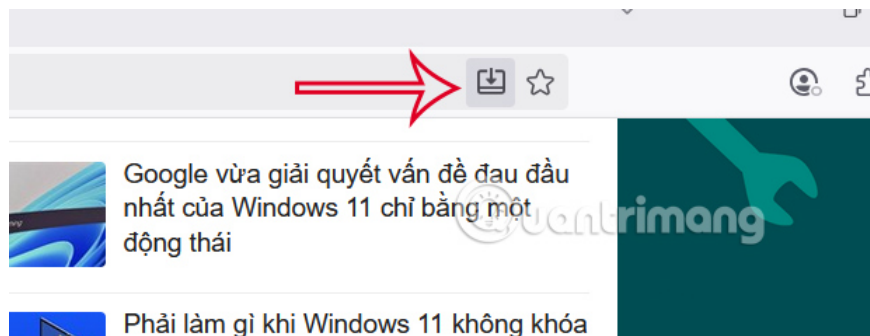 Google vừa giải quyết vấn đề đau đầu
nhất của Windows 11 chỉ bằng một
động thái
Quantrimang
Phải làm gì khi Windows 11 không khóa